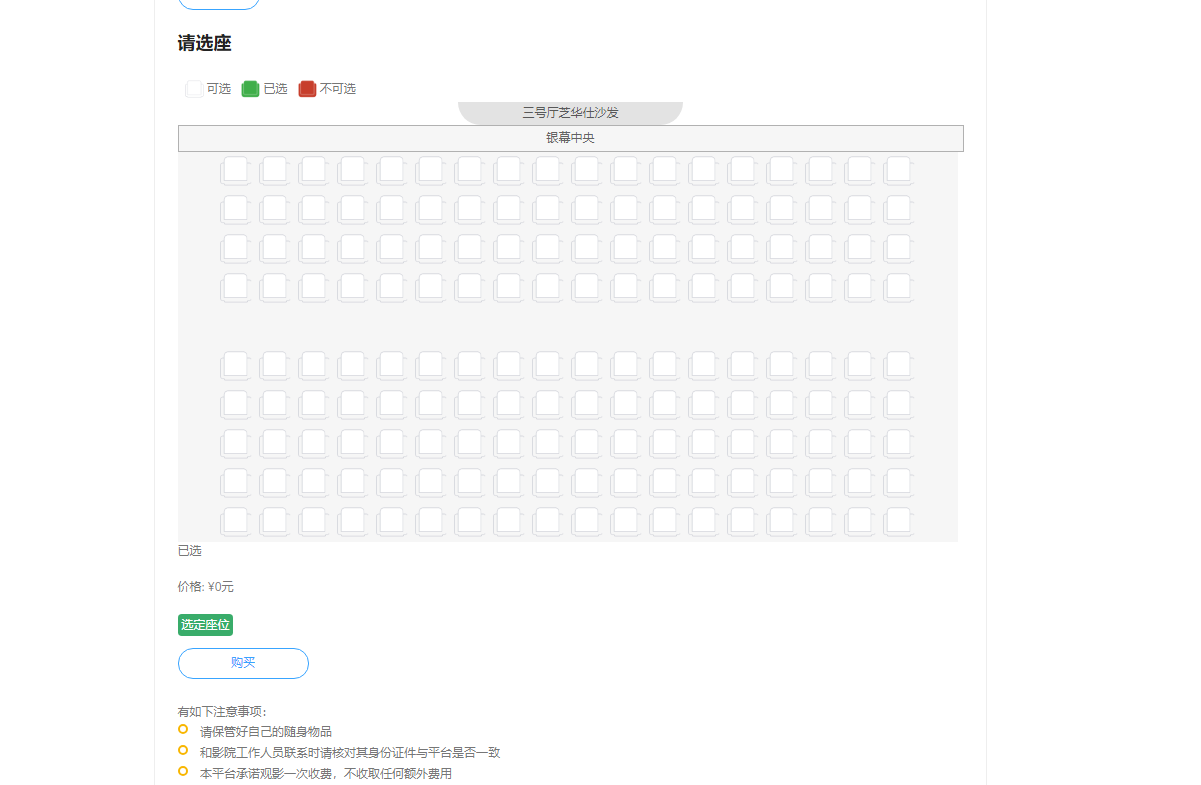 请选座
可选 已选 不可选
三号厅芝华仕沙发
银幕中央
已选
价格: ¥0元
选定座位
购买
有如下注意事项：
请保管好自己的随身物品
和影院工作人员联系时请核对其身份证件与平台是否一致
本平台承诺观影一次收费，不收取任何额外费用